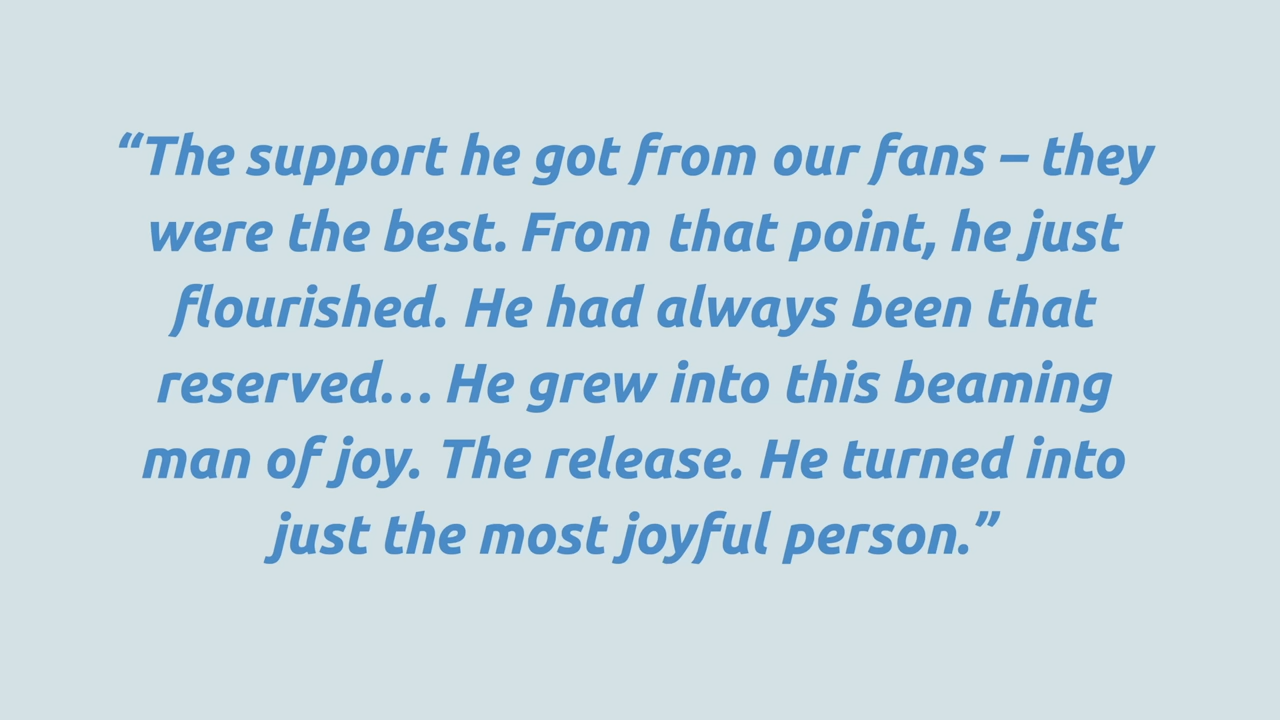 “The support he got from our fans – they
were the best. From that point, he just
flourished. He had always been that
reserved… He grew into this beaming
man of joy. The release. He turned into
just the most joyful person.”